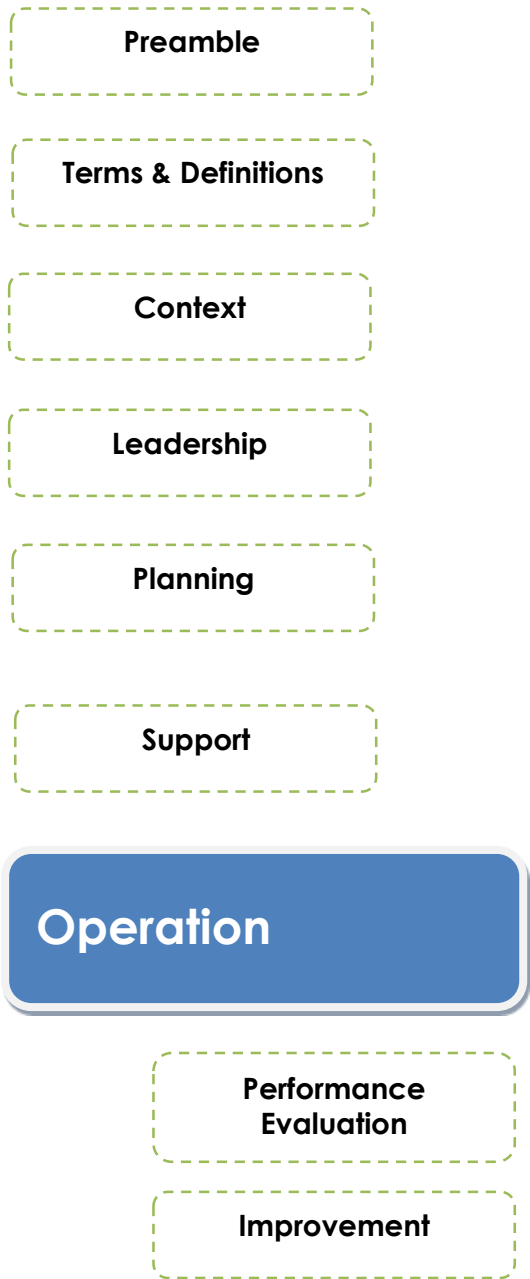 Preamble
Terms & Definitions
Context
Leadership
Planning
Support
Operation
Performance
Evaluation
Improvement